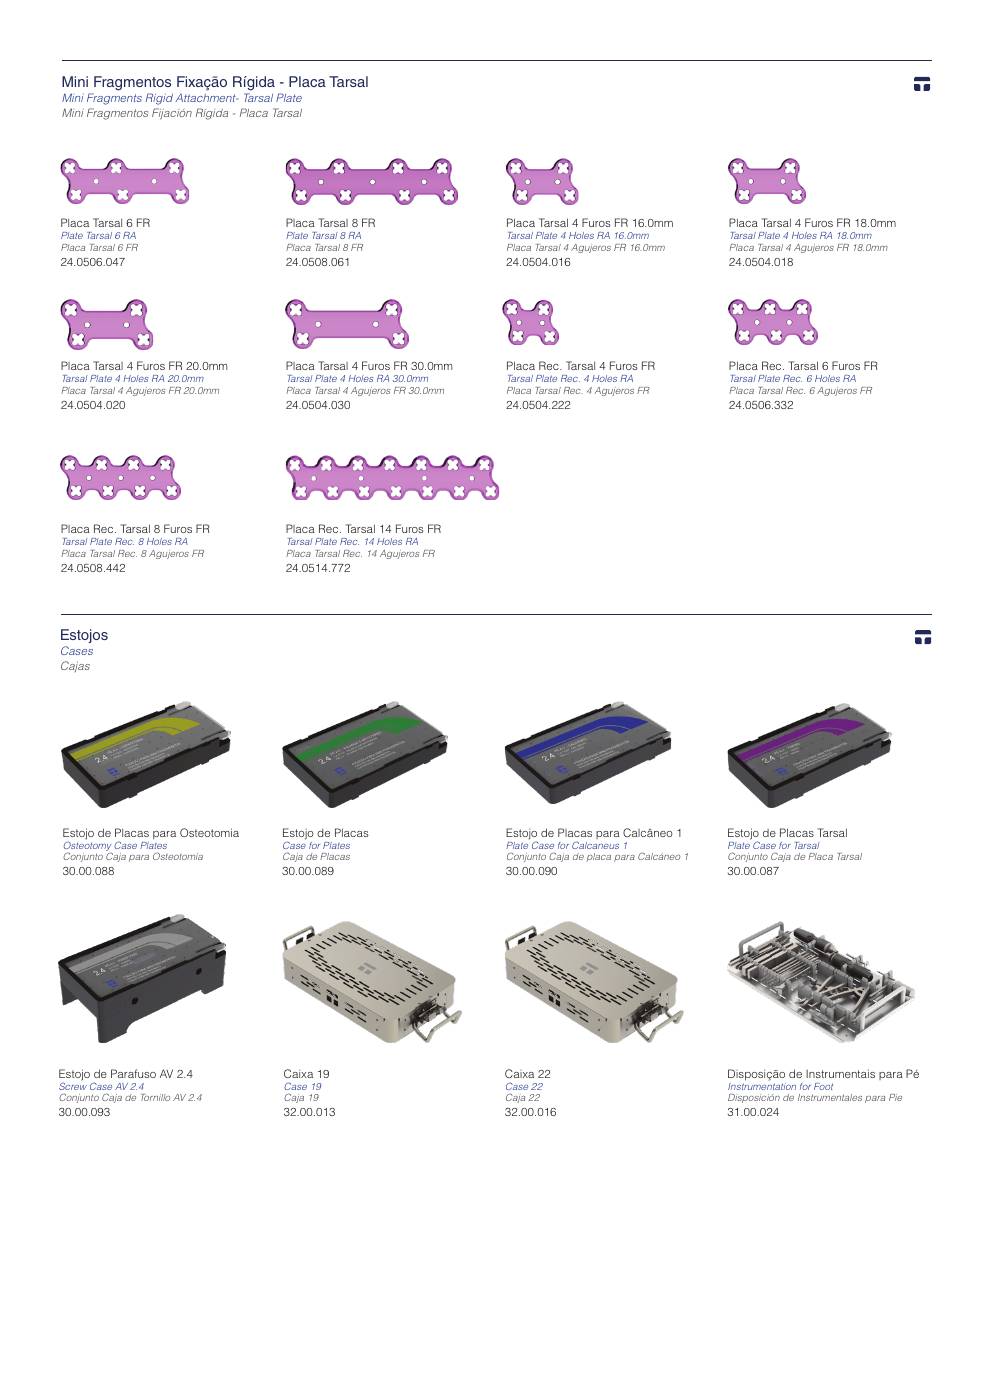 Mini Fragmentos Fixação Rígida - Placa Tarsal
Mini Fragments Rigid Attachment- Tarsal Plate
Mini Fragmentos Fijación Rígida - Placa Tarsal
Placa Tarsal 6 FR
Plate Tarsal 6 RA
Placa Tarsal 6 FR
24.0506.047
Placa Tarsal 8 FR
Plate Tarsal 8 RA
Placa Tarsal 8 FR
24.0508.061
Placa Tarsal 4 Furos FR 16.0mm
Tarsal Plate 4 Holes RA 16.0mm
Placa Tarsal 4 Agujeros FR 16.0mm
24.0504.016
Placa Tarsal 4 Furos FR 18.0mm
Tarsal Plate 4 Holes RA 18.0mm
Placa Tarsal 4 Agujeros FR 18.0mm
24.0504.018
Placa Tarsal 4 Furos FR 20.0mm
Tarsal Plate 4 Holes RA 20.0mm
Placa Tarsal 4 Agujeros FR 20.0mm
24.0504.020
Placa Tarsal 4 Furos FR 30.0mm
Tarsal Plate 4 Holes RA 30.0mm
Placa Tarsal 4 Agujeros FR 30.0mm
24.0504.030
Placa Rec. Tarsal 4 Furos FR
Tarsal Plate Rec. 4 Holes RA
Placa Tarsal Rec. 4 Agujeros FR
24.0504.222
Placa Rec. Tarsal 6 Furos FR
Tarsal Plate Rec. 6 Holes RA
Placa Tarsal Rec. 6 Agujeros FR
24.0506.332
Placa Rec. Tarsal 8 Furos FR
Tarsal Plate Rec. 8 Holes RA
Placa Tarsal Rec. 8 Agujeros FR
24.0508.442
Placa Rec. Tarsal 14 Furos FR
Tarsal Plate Rec. 14 Holes RA
Placa Tarsal Rec. 14 Agujeros FR
24.0514.772
Estojos
Cases
Cajas
2.4
2.4
2.4
2.4
Estojo de Placas para Osteotomia
Osteotomy Case Plates
Conjunto Caja para Osteotomia
30.00.088
Estojo de Placas
Case for Plates
Caja de Placas
30.00.089
Estojo de Placas para Calcâneo 1
Plate Case for Calcaneus 1
Conjunto Caja de placa para Calcáneo 1
30.00.090
Estojo de Placas Tarsal
Plate Case for Tarsal
Conjunto Caja de Placa Tarsal
30.00.087
2.4
Estojo de Parafuso AV 2.4
Screw Case AV 2.4
Conjunto Caja de Tornillo AV 2.4
30.00.093
Caixa 19
Case 19
Caja 19
32.00.013
Caixa 22
Case 22
Caja 22
32.00.016
Disposição de Instrumentais para Pé
Instrumentation for Foot
Disposición de Instrumentales para Pie
31.00.024